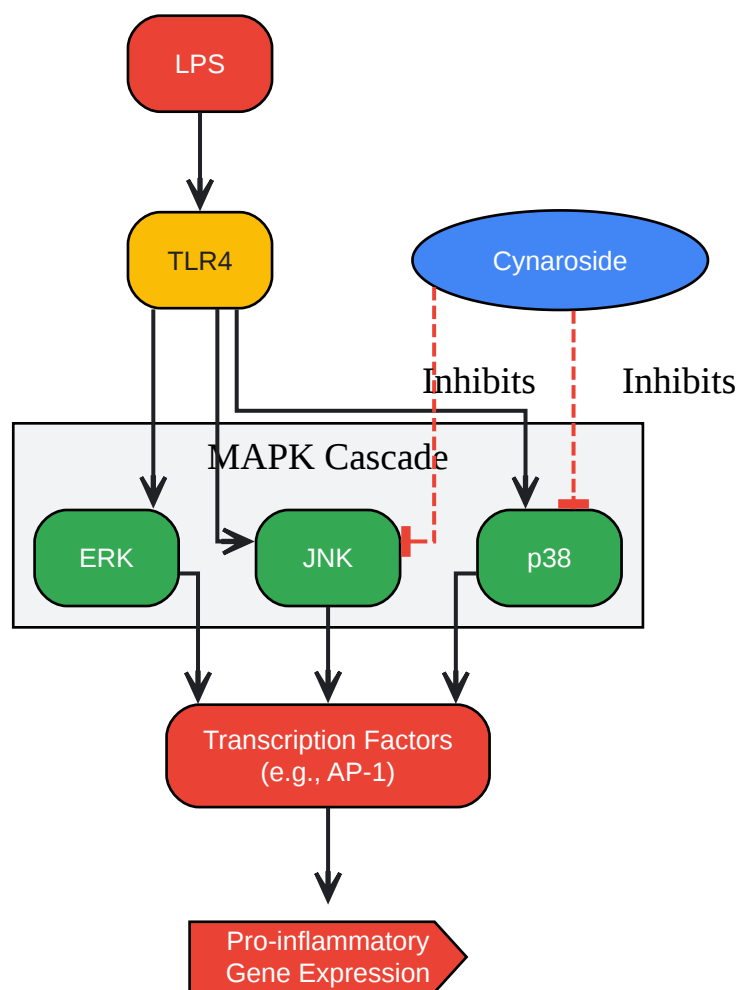 LPS
TLR4
Cynaroside
Inhibits
Inhibits
MAPK Cascade
ERK
JNK
p38
Transcription Factors
(e.g., AP-1)
Pro-inflammatory
Gene Expression